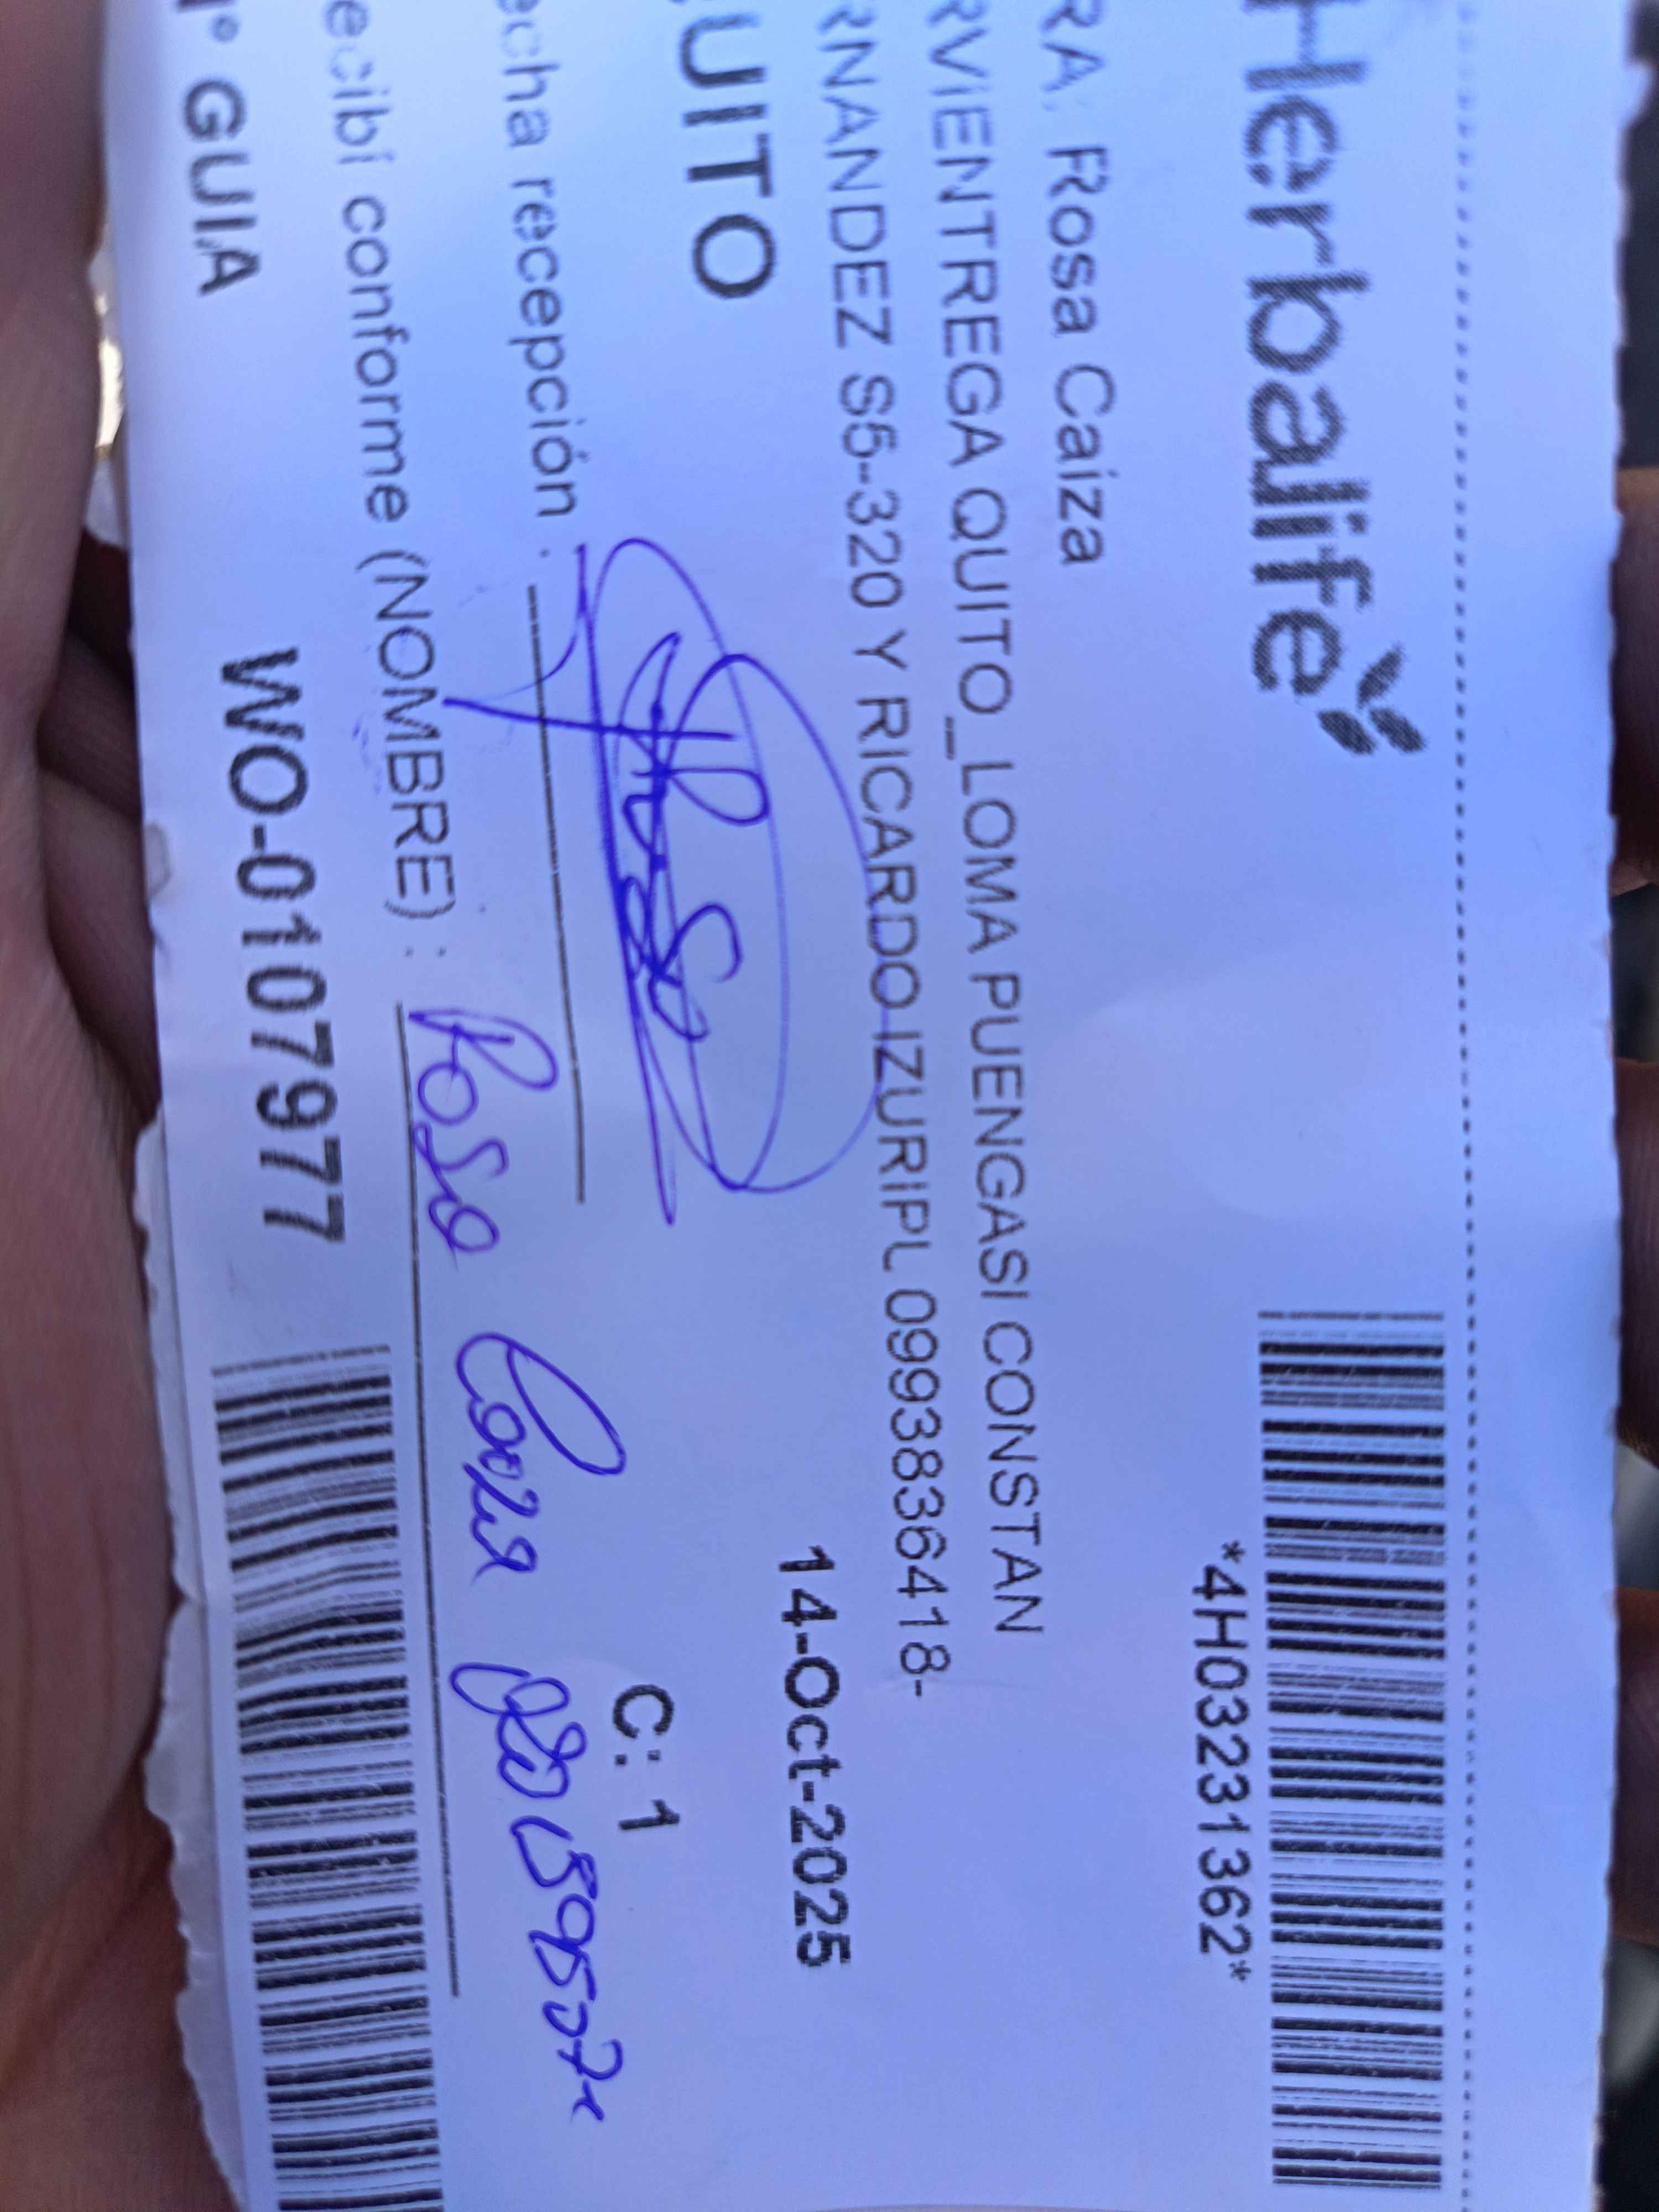 Herbalife
*4H03231362*
RA. Rosa Caiza
RVIENTREGA QUITO_LOMA PUENGASI CONSTAN
RNANDEZ S5-320 Y RICARDO IZURIPL 0993836418-
UITO 14-Oct-2025
echa recepción : C: 1
ecibí conforme (NOMBRE) : Rosa Caiza
N° GUIA WO-0107977